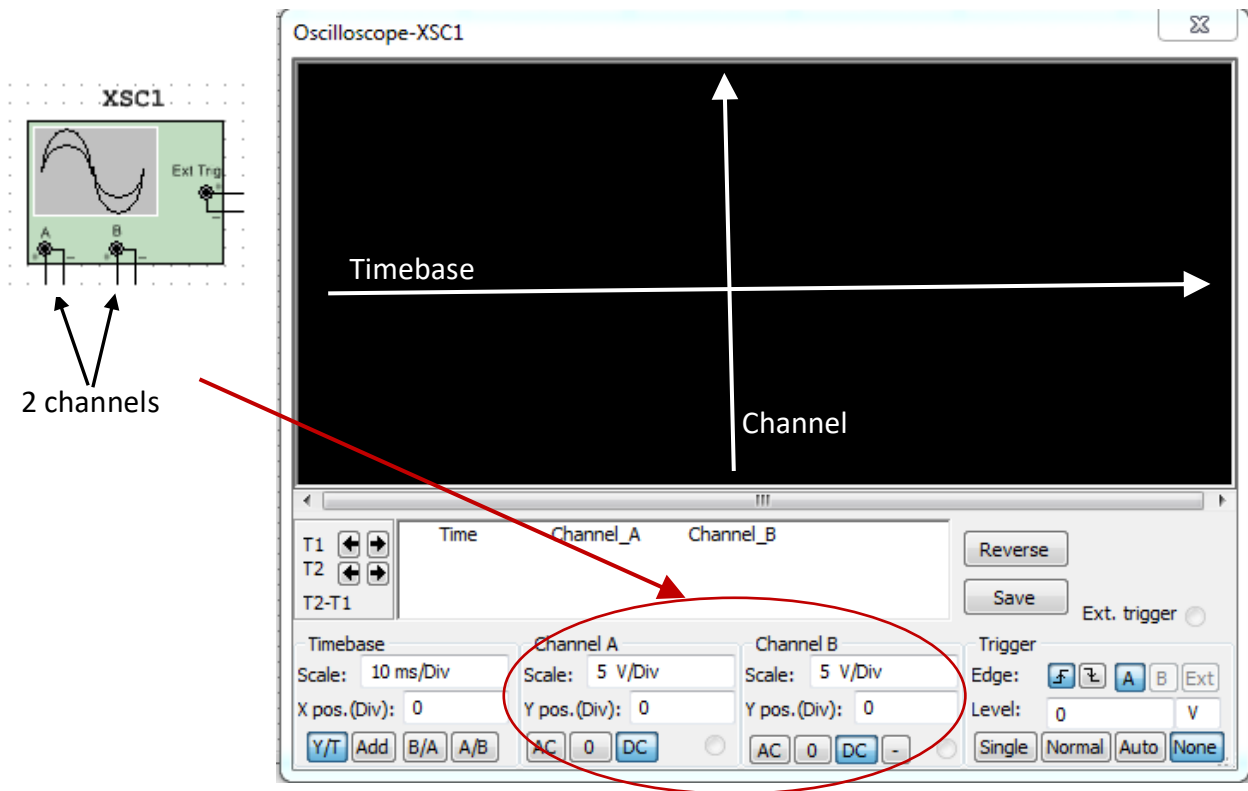 Oscilloscope-XSC1
XSC1
Ext Trig
+
A
B
+ − + −
−
2 channels
Timebase
Channel
T1
T2
T2-T1
Time Channel_A Channel_B
Reverse
Save
Ext. trigger
Timebase
Scale: 10 ms/Div
X pos.(Div): 0
Y/T Add B/A A/B
Channel A
Scale: 5 V/Div
Y pos.(Div): 0
AC 0 DC
Channel B
Scale: 5 V/Div
Y pos.(Div): 0
AC 0 DC -
Trigger
Edge: A B Ext
Level: 0 V
Single Normal Auto None